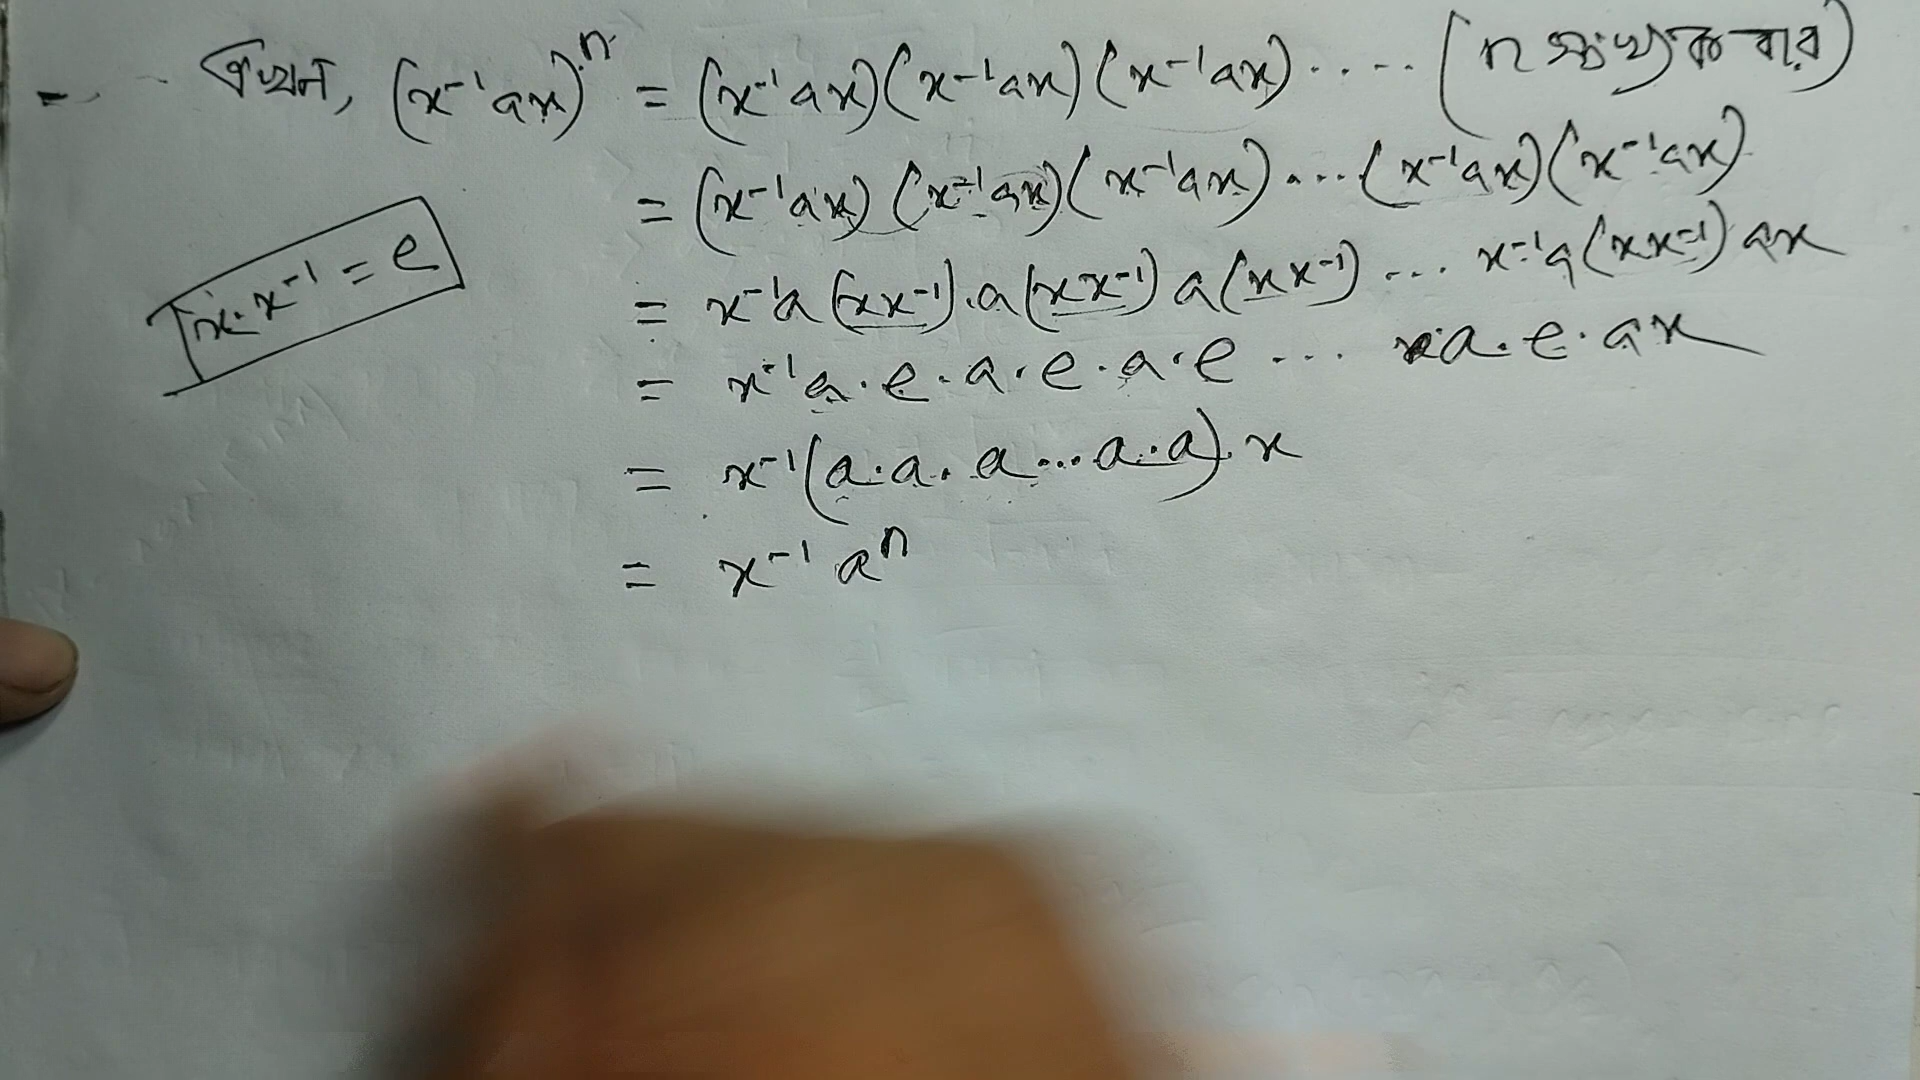 এখন, (x⁻¹ax)ⁿ = (x⁻¹ax)(x⁻¹ax)(x⁻¹ax)..... (n সংখ্যক বার)
= (x⁻¹ax)(x⁻¹ax)(x⁻¹ax)....(x⁻¹ax)(x⁻¹ax)
x.x⁻¹ = e
= x⁻¹a(xx⁻¹).a(xx⁻¹)a(xx⁻¹)... x⁻¹a(xx⁻¹)ax
= x⁻¹a.e.a.e.a.e... a.e.ax
= x⁻¹(a.a.a...a.a).x
= x⁻¹aⁿ